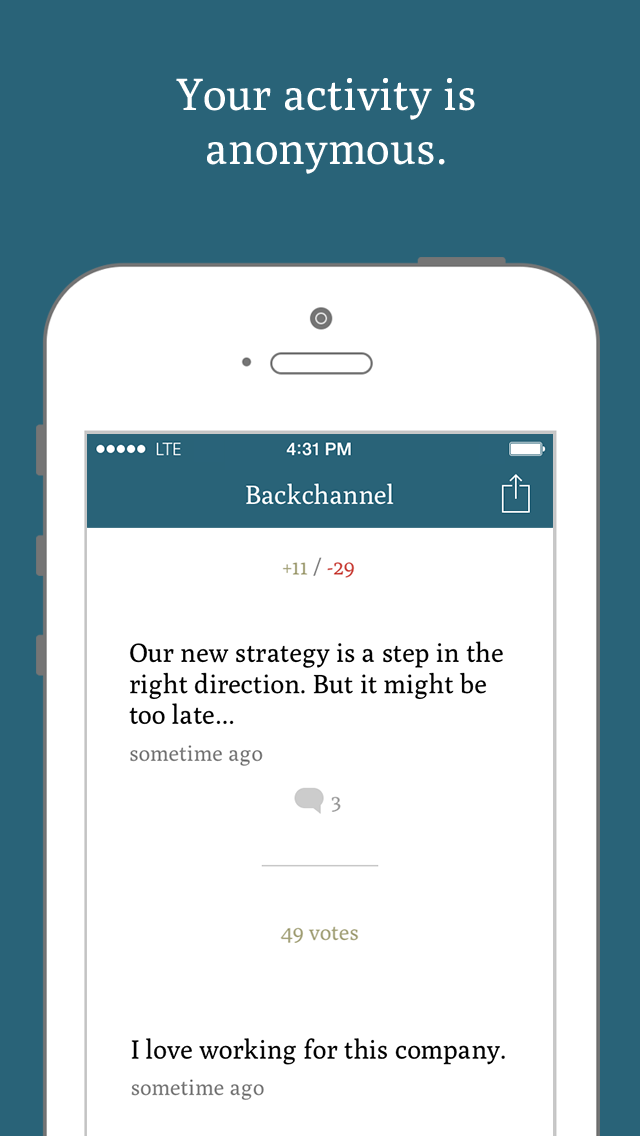 Your activity is
anonymous.
LTE
4:31 PM
Backchannel
+11 / -29
Our new strategy is a step in the
right direction. But it might be
too late...
sometime ago
3
49 votes
I love working for this company.
sometime ago